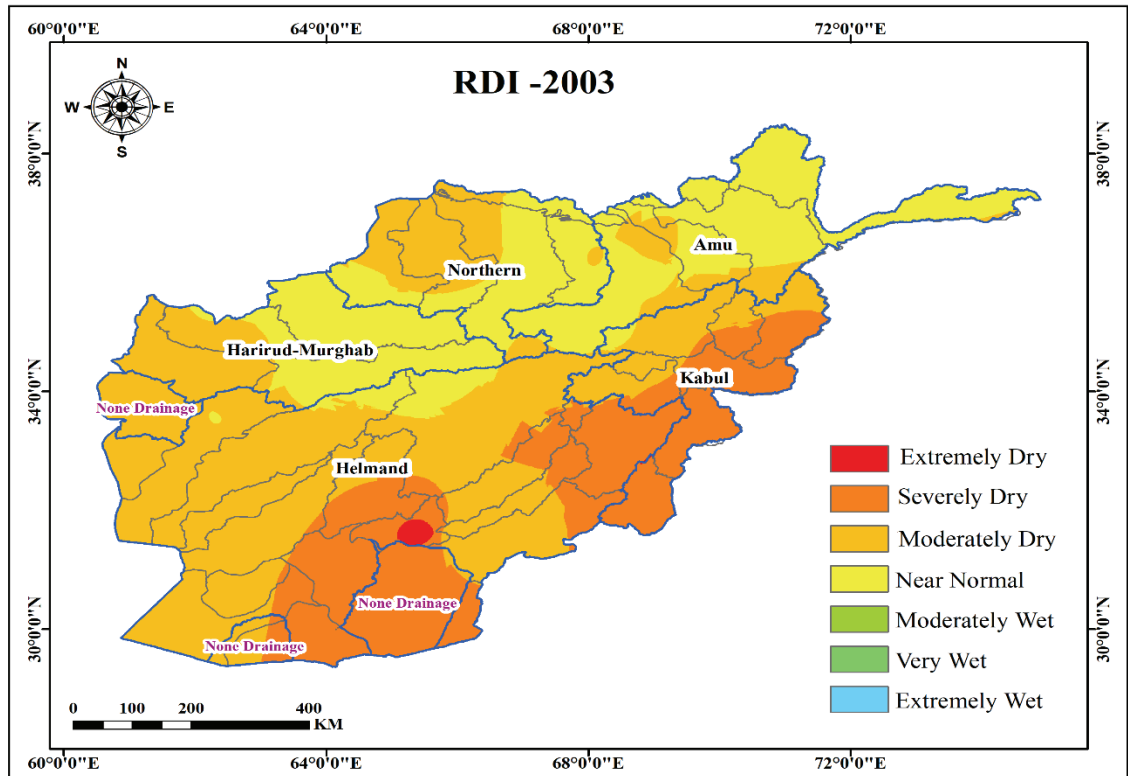 60°0'0"E 64°0'0"E 68°0'0"E 72°0'0"E
RDI -2003
N
W E
S
38°0'0"N 38°0'0"N
Amu
Northern
Harirud-Murghab
Kabul
34°0'0"N 34°0'0"N
None Drainage
Helmand
Extremely Dry
Severely Dry
Moderately Dry
Near Normal
None Drainage
Moderately Wet
30°0'0"N 30°0'0"N
None Drainage
Very Wet
Extremely Wet
0 100 200 400
KM
60°0'0"E 64°0'0"E 68°0'0"E 72°0'0"E